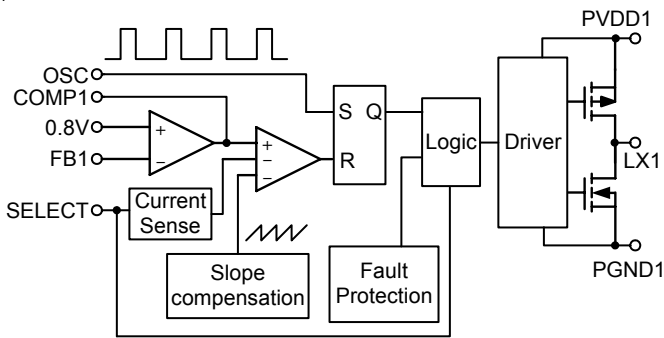 PVDD1
OSC
COMP1
0.8V
FB1
SELECT
+
−
+
−
−
S Q
R
Logic
Driver
LX1
Current
Sense
Slope
compensation
Fault
Protection
PGND1